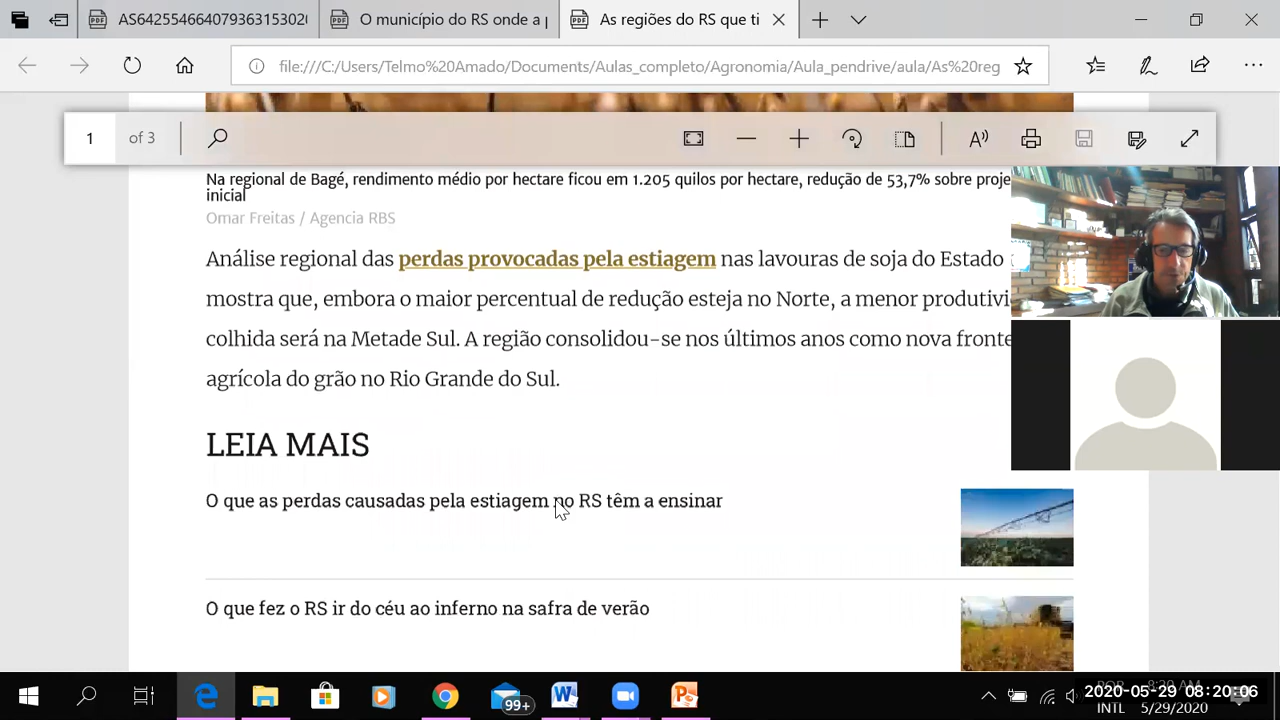 AS64255466407936315302(
O município do RS onde a p
As regiões do RS que ti
file:///C:/Users/Telmo%20Amado/Documents/Aulas_completo/Agronomia/Aula_pendrive/aula/As%20reg
1 of 3
Na regional de Bagé, rendimento médio por hectare ficou em 1.205 quilos por hectare, redução de 53,7% sobre proje
inicial
Omar Freitas / Agencia RBS
Análise regional das perdas provocadas pela estiagem nas lavouras de soja do Estado
mostra que, embora o maior percentual de redução esteja no Norte, a menor produtivi
colhida será na Metade Sul. A região consolidou-se nos últimos anos como nova fronte
agrícola do grão no Rio Grande do Sul.
LEIA MAIS
O que as perdas causadas pela estiagem no RS têm a ensinar
O que fez o RS ir do céu ao inferno na safra de verão
99+
2020-05-29 08:20:06
INTL 5/29/2020